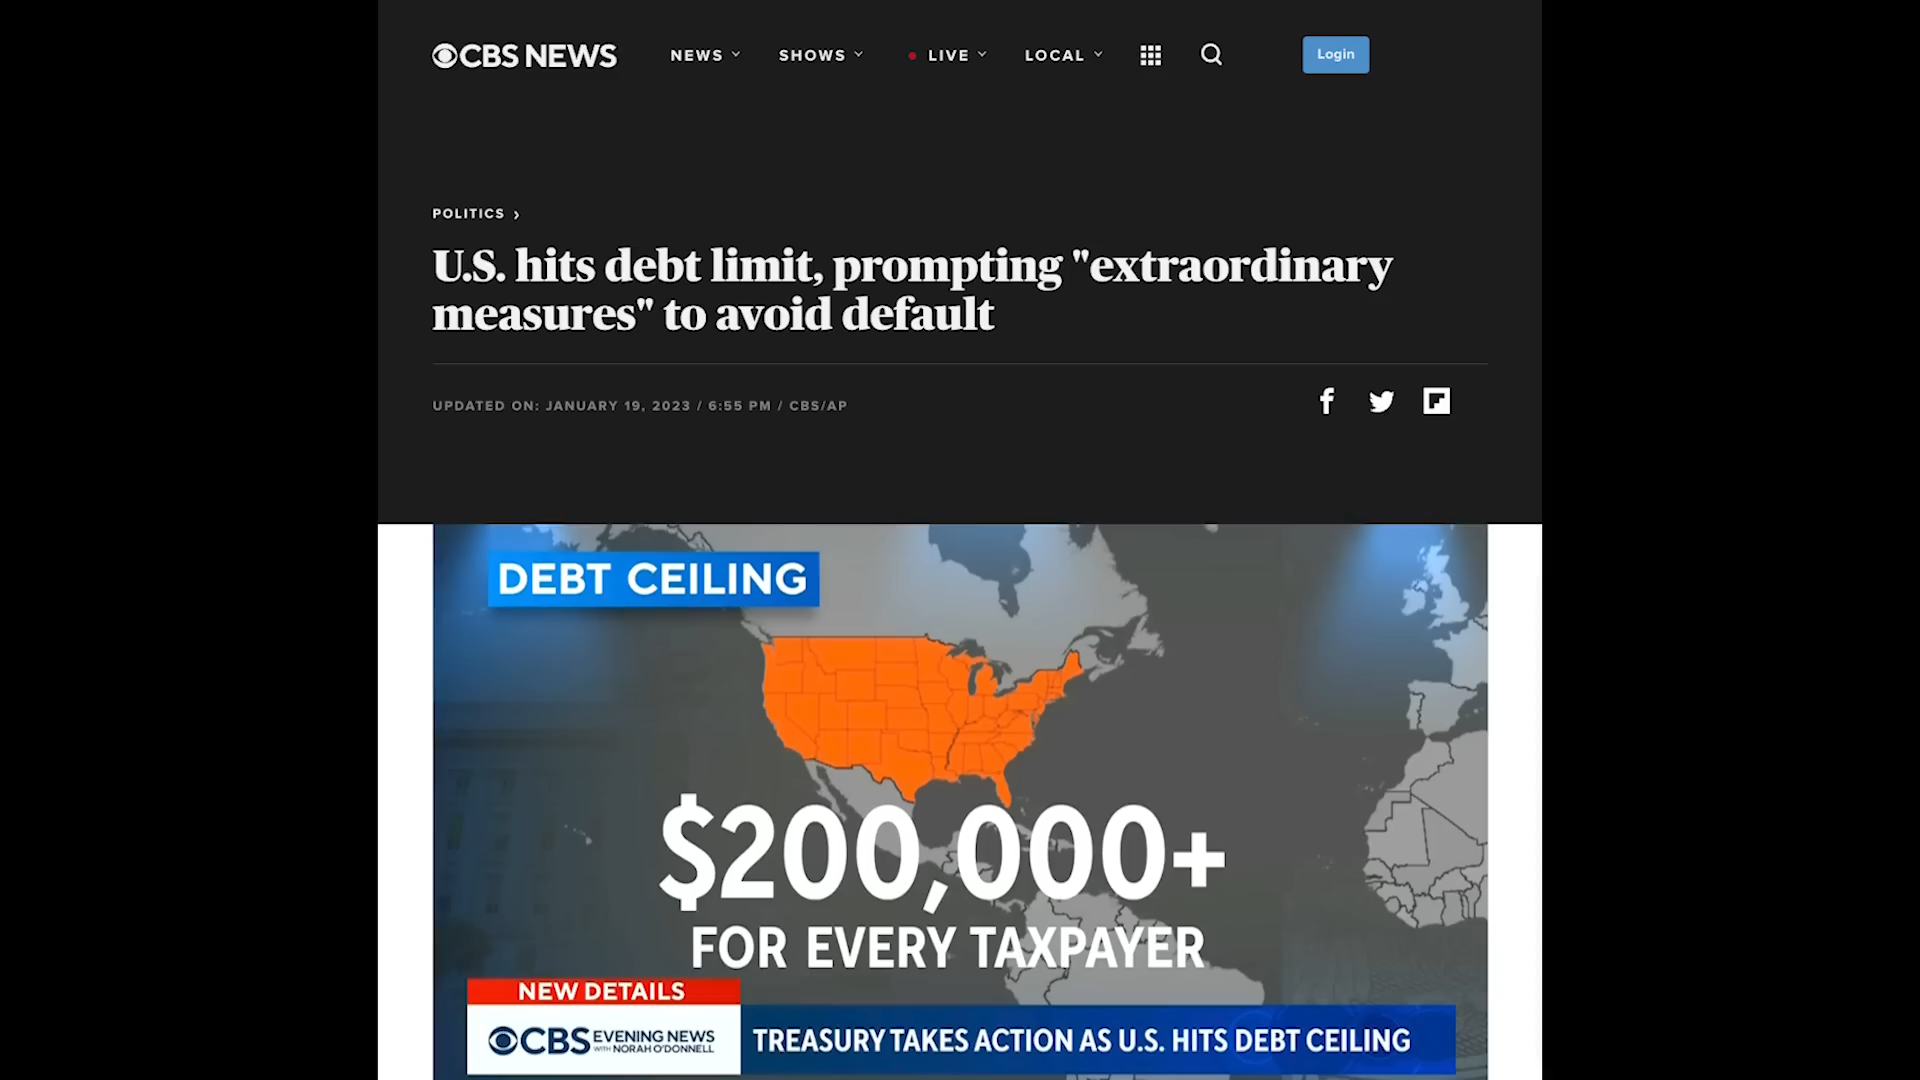 CBS NEWS
NEWS
SHOWS
LIVE
LOCAL
Login
POLITICS
U.S. hits debt limit, prompting "extraordinary
measures" to avoid default
UPDATED ON: JANUARY 19, 2023 / 6:55 PM / CBS/AP
DEBT CEILING
$200,000+
FOR EVERY TAXPAYER
NEW DETAILS
CBS EVENING NEWS
WITH NORAH O'DONNELL
TREASURY TAKES ACTION AS U.S. HITS DEBT CEILING